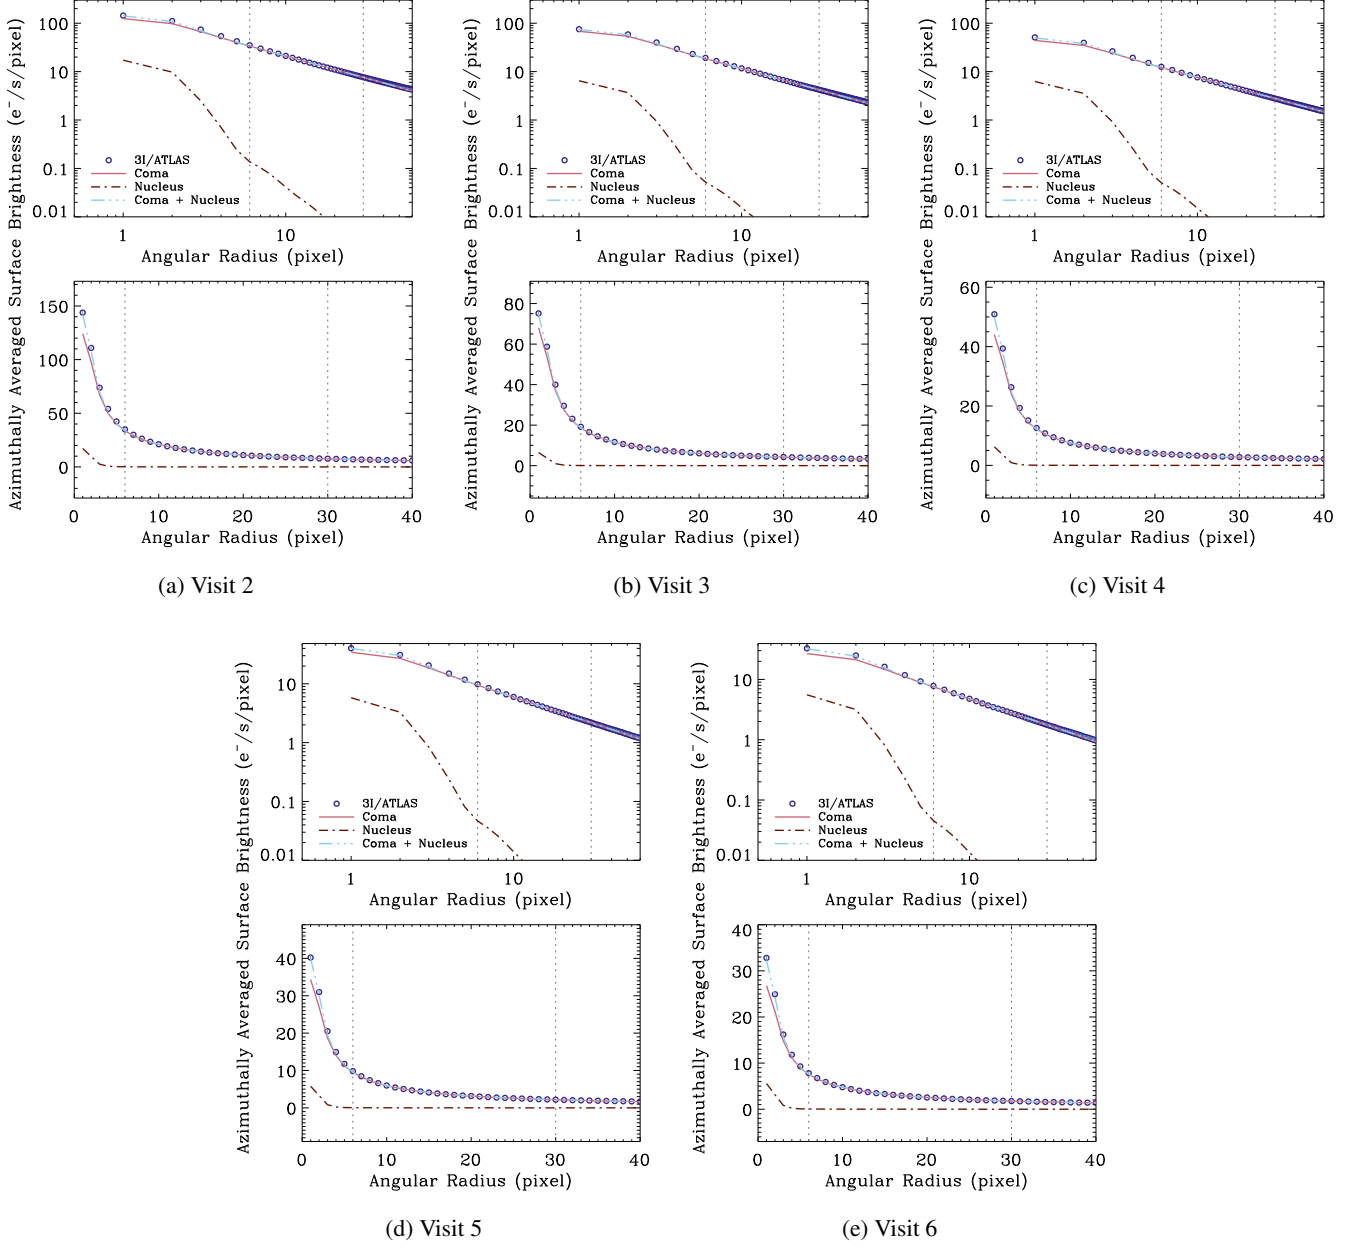 Azimuthally Averaged Surface Brightness (e⁻/s/pixel)
100
10
1
0.1
0.01
3I/ATLAS
Coma
Nucleus
Coma + Nucleus
1 10
Angular Radius (pixel)
150
100
50
0
0 10 20 30 40
Angular Radius (pixel)
(a) Visit 2
Azimuthally Averaged Surface Brightness (e⁻/s/pixel)
100
10
1
0.1
0.01
3I/ATLAS
Coma
Nucleus
Coma + Nucleus
1 10
Angular Radius (pixel)
80
60
40
20
0
0 10 20 30 40
Angular Radius (pixel)
(b) Visit 3
Azimuthally Averaged Surface Brightness (e⁻/s/pixel)
100
10
1
0.1
0.01
3I/ATLAS
Coma
Nucleus
Coma + Nucleus
1 10
Angular Radius (pixel)
60
40
20
0
0 10 20 30 40
Angular Radius (pixel)
(c) Visit 4
Azimuthally Averaged Surface Brightness (e⁻/s/pixel)
10
1
0.1
0.01
3I/ATLAS
Coma
Nucleus
Coma + Nucleus
1 10
Angular Radius (pixel)
40
30
20
10
0
0 10 20 30 40
Angular Radius (pixel)
(d) Visit 5
Azimuthally Averaged Surface Brightness (e⁻/s/pixel)
10
1
0.1
0.01
3I/ATLAS
Coma
Nucleus
Coma + Nucleus
1 10
Angular Radius (pixel)
40
30
20
10
0
0 10 20 30 40
Angular Radius (pixel)
(e) Visit 6